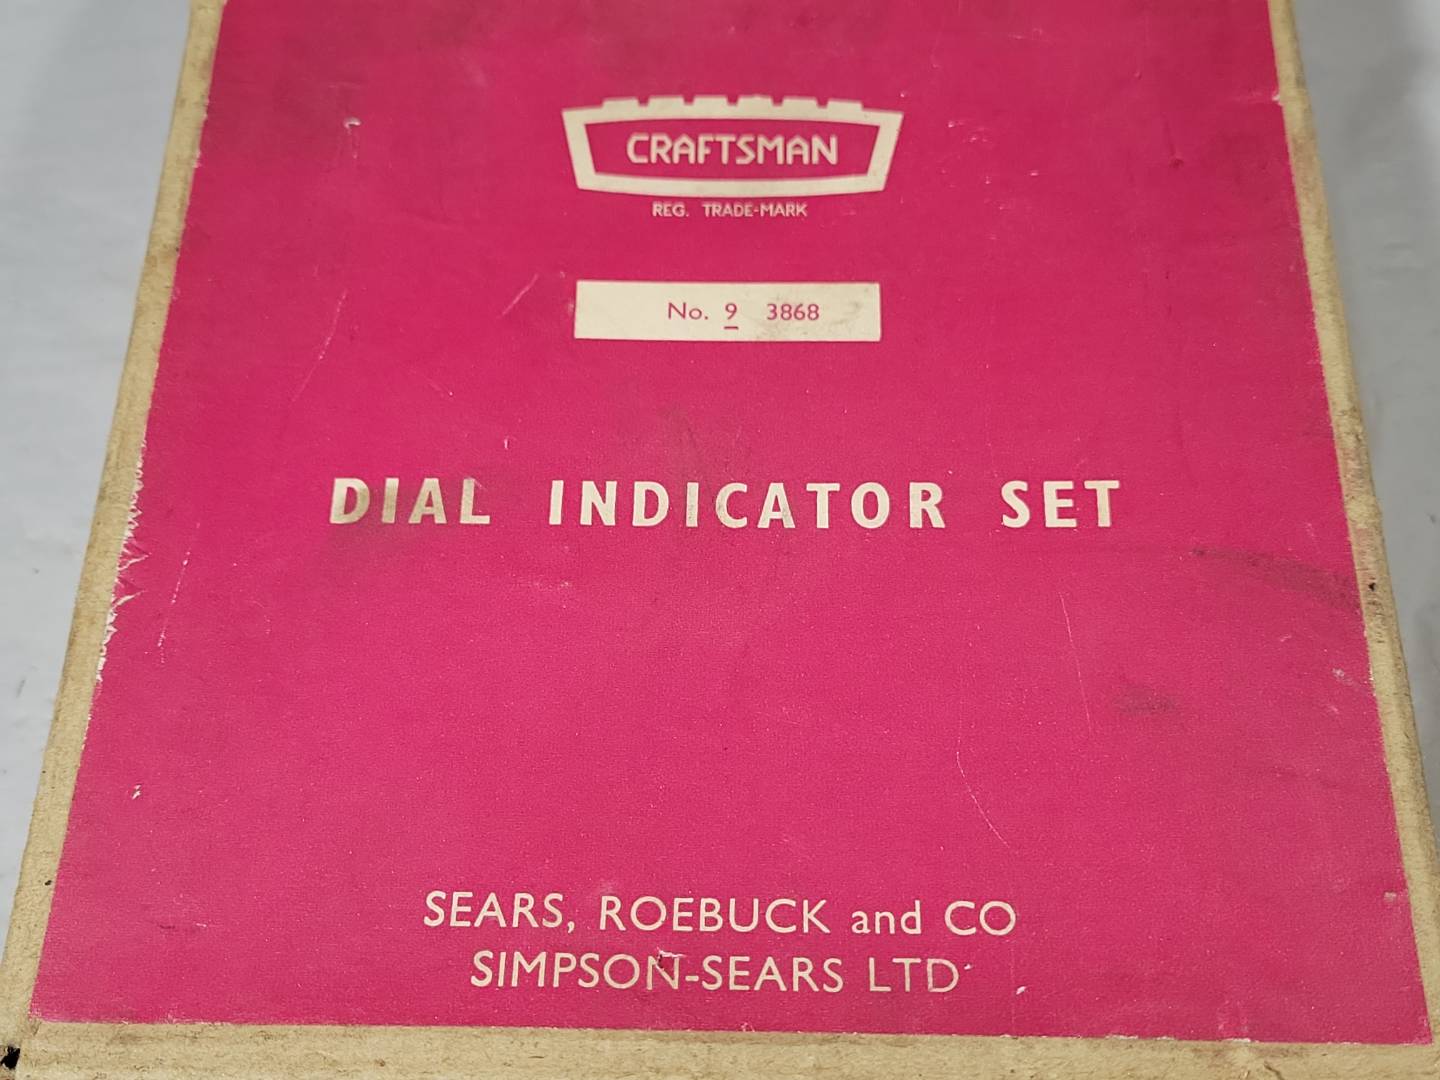 CRAFTSMAN
REG. TRADE-MARK
No. 9 3868
DIAL INDICATOR SET
SEARS, ROEBUCK and CO
SIMPSON-SEARS LTD